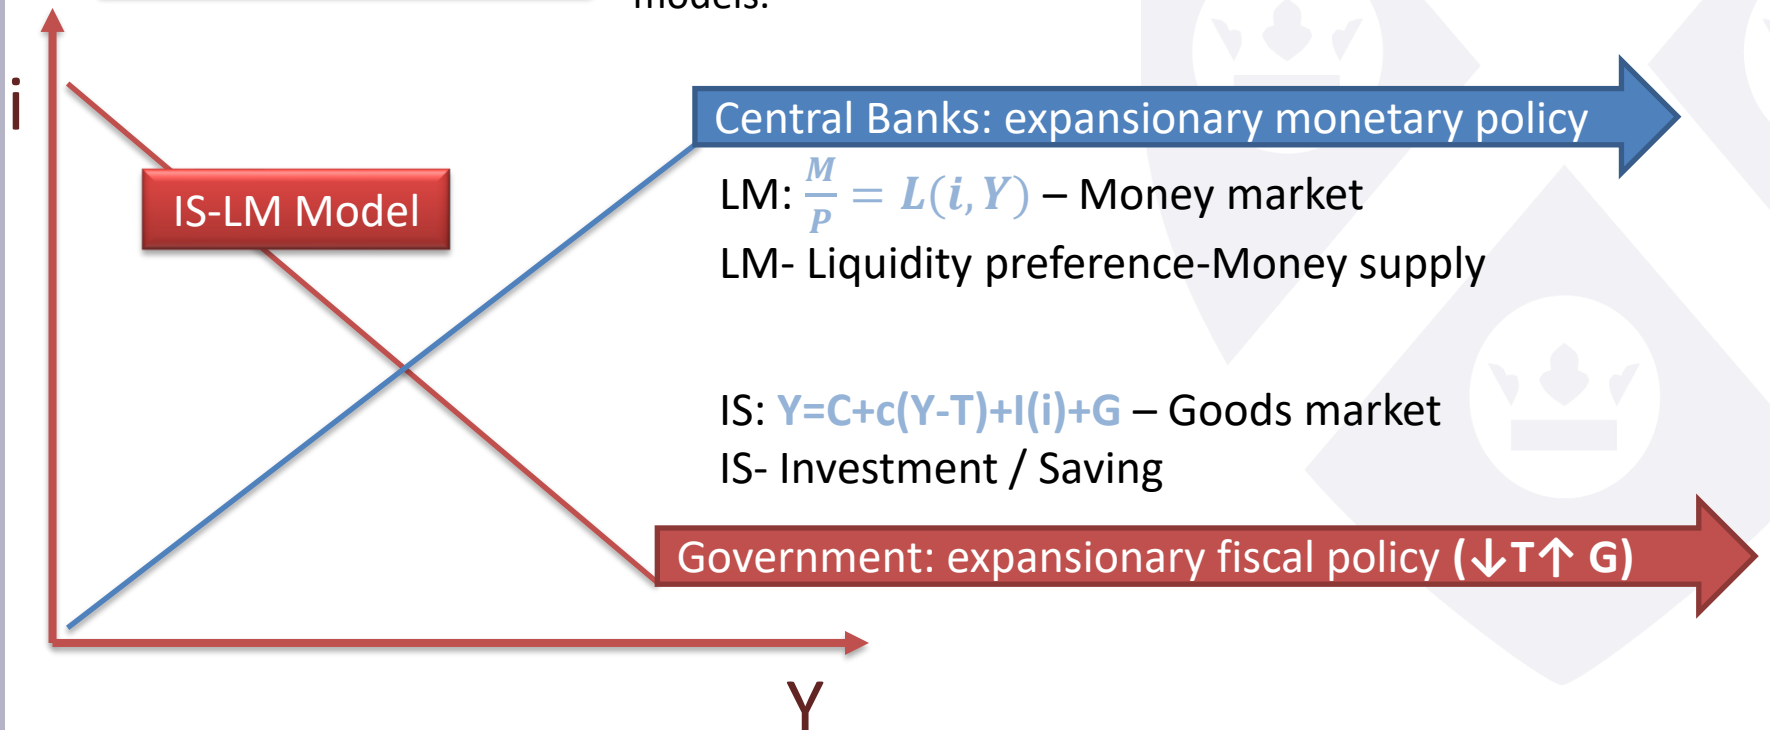 models.
i
Central Banks: expansionary monetary policy
IS-LM Model
LM: M/P = L(i, Y) – Money market
LM- Liquidity preference-Money supply
IS: Y=C+c(Y-T)+I(i)+G – Goods market
IS- Investment / Saving
Government: expansionary fiscal policy (↓T↑ G)
Y